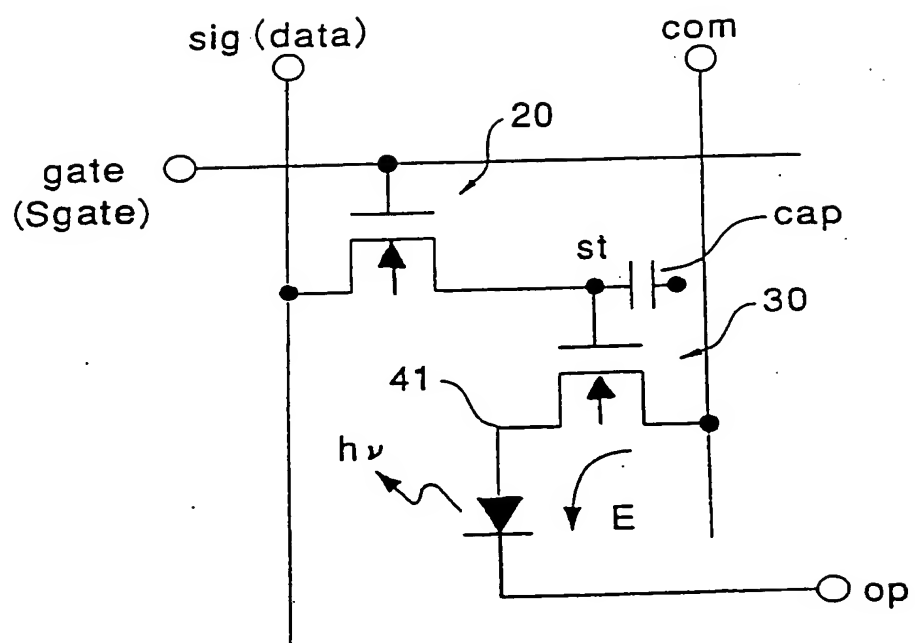 sig (data)
com
20
gate
(Sgate)
cap
st
30
41
hν
E
op